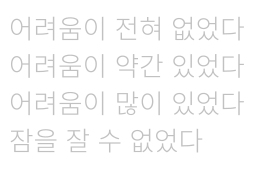 어려움이 전혀 없었다
어려움이 약간 있었다
어려움이 많이 있었다
잠을 잘 수 없었다